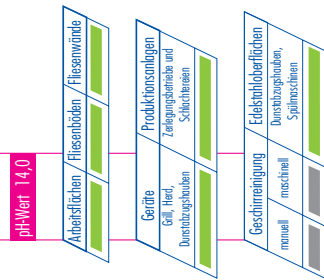 pH-Wert 14,0
Arbeitsflächen
Fliesenböden
Fliesenwände
Geräte
Grill, Herd,
Dunstabzugshauben
Produktionsanlagen
Zerlegungsbetriebe und
Schlachtereien
Geschirrreinigung
manuell
maschinell
Edelstahloberflächen
Dunstabzugshauben,
Spülmaschinen